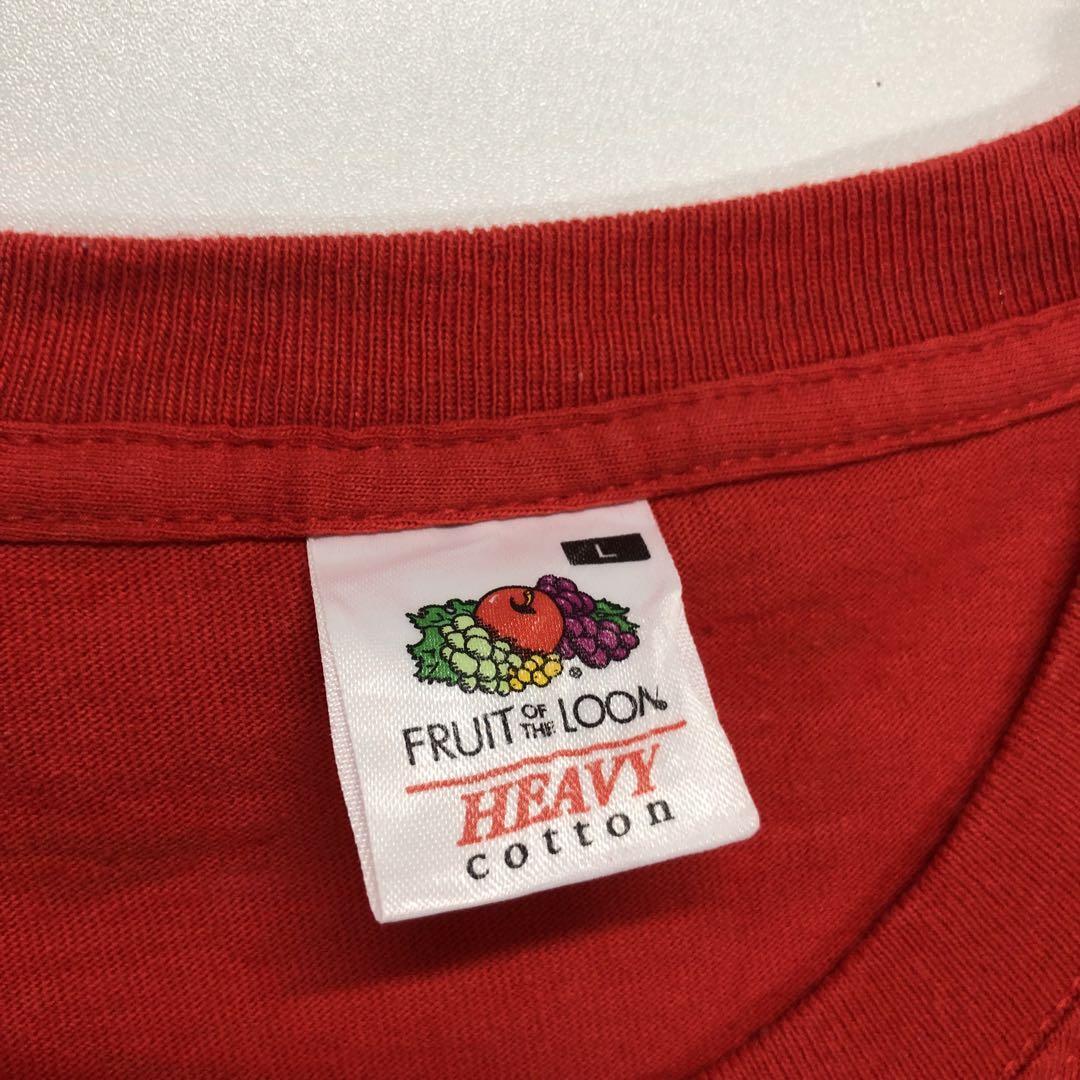 L
FRUIT OF THE LOOM
HEAVY
cotton